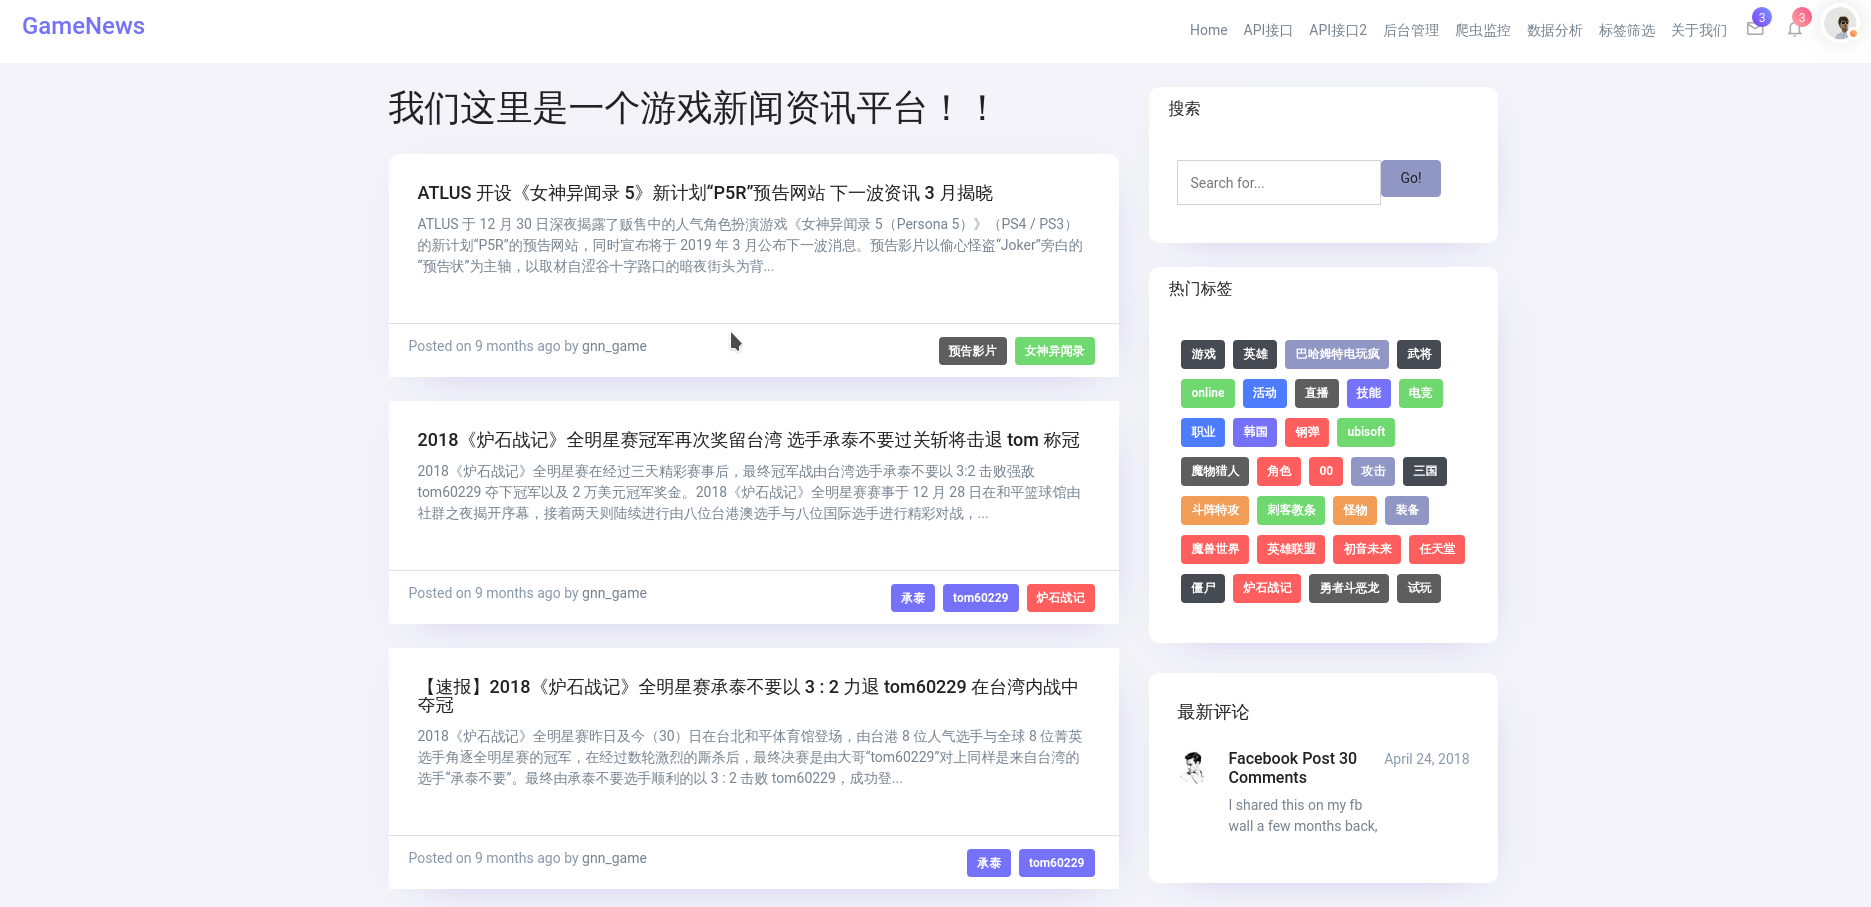 GameNews
Home API接口 API接口2 后台管理 爬虫监控 数据分析 标签筛选 关于我们 3 3
我们这里是一个游戏新闻资讯平台！！
ATLUS 开设《女神异闻录 5》新计划“P5R”预告网站 下一波资讯 3 月揭晓
ATLUS 于 12 月 30 日深夜揭露了贩售中的人气角色扮演游戏《女神异闻录 5（Persona 5）》（PS4 / PS3）
的新计划“P5R”的预告网站，同时宣布将于 2019 年 3 月公布下一波消息。预告影片以偷心怪盗“Joker”旁白的
“预告状”为主轴，以取材自涩谷十字路口的暗夜街头为背...
Posted on 9 months ago by gnn_game
预告影片 女神异闻录
2018《炉石战记》全明星赛冠军再次奖留台湾 选手承泰不要过关斩将击退 tom 称冠
2018《炉石战记》全明星赛在经过三天精彩赛事后，最终冠军战由台湾选手承泰不要以 3:2 击败强敌
tom60229 夺下冠军以及 2 万美元冠军奖金。2018《炉石战记》全明星赛赛事于 12 月 28 日在和平篮球馆由
社群之夜揭开序幕，接着两天则陆续进行由八位台港澳选手与八位国际选手进行精彩对战，...
Posted on 9 months ago by gnn_game
承泰 tom60229 炉石战记
【速报】2018《炉石战记》全明星赛承泰不要以 3 : 2 力退 tom60229 在台湾内战中
夺冠
2018《炉石战记》全明星赛昨日及今（30）日在台北和平体育馆登场，由台港 8 位人气选手与全球 8 位菁英
选手角逐全明星赛的冠军，在经过数轮激烈的厮杀后，最终决赛是由大哥“tom60229”对上同样是来自台湾的
选手“承泰不要”。最终由承泰不要选手顺利的以 3 : 2 击败 tom60229，成功登...
Posted on 9 months ago by gnn_game
承泰 tom60229
搜索
Search for...
Go!
热门标签
游戏 英雄 巴哈姆特电玩疯 武将
online 活动 直播 技能 电竞
职业 韩国 钢弹 ubisoft
魔物猎人 角色 00 攻击 三国
斗阵特攻 刺客教条 怪物 装备
魔兽世界 英雄联盟 初音未来 任天堂
僵尸 炉石战记 勇者斗恶龙 试玩
最新评论
Facebook Post 30
Comments
April 24, 2018
I shared this on my fb
wall a few months back,